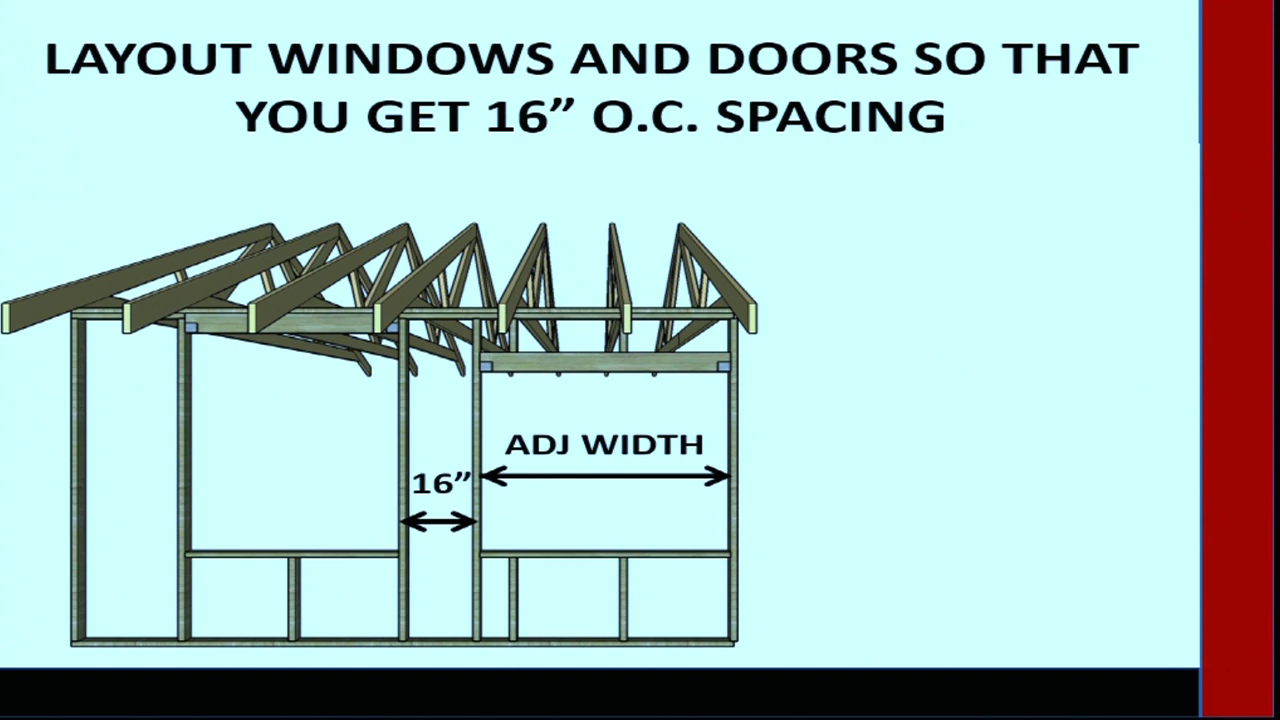 LAYOUT WINDOWS AND DOORS SO THAT
YOU GET 16” O.C. SPACING
ADJ WIDTH
16”